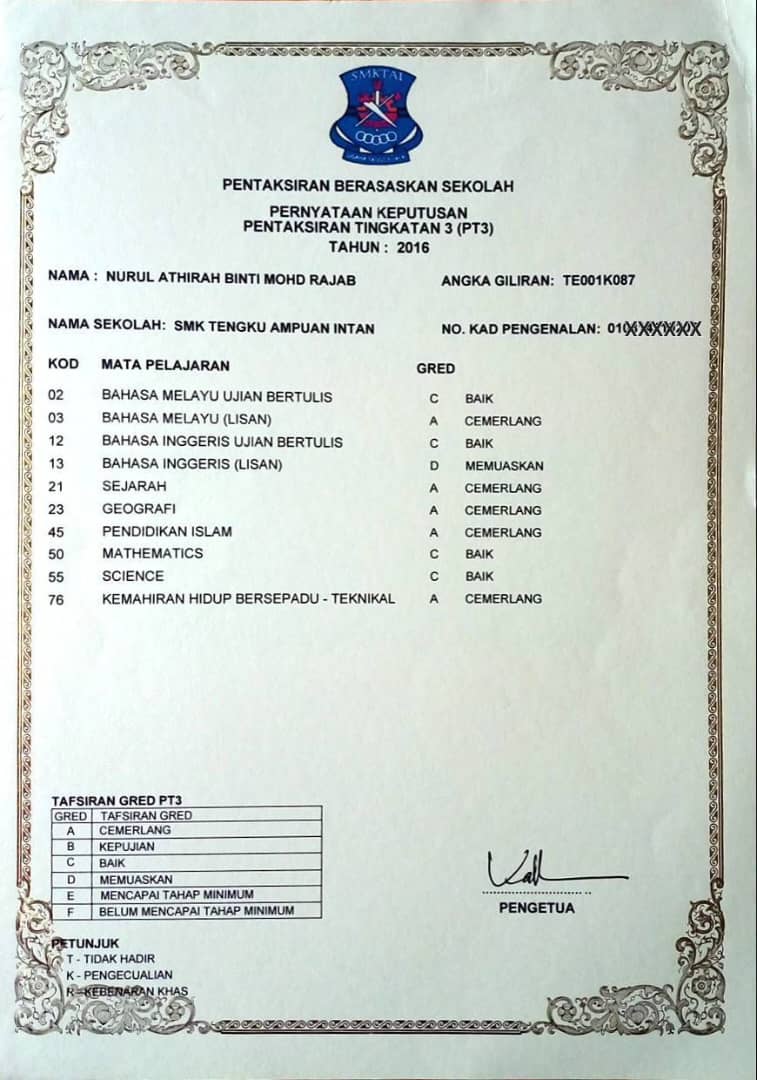 SMKTAI
PENTAKSIRAN BERASASKAN SEKOLAH
PERNYATAAN KEPUTUSAN
PENTAKSIRAN TINGKATAN 3 (PT3)
TAHUN : 2016
NAMA : NURUL ATHIRAH BINTI MOHD RAJAB ANGKA GILIRAN: TE001K087
NAMA SEKOLAH: SMK TENGKU AMPUAN INTAN NO. KAD PENGENALAN:
KOD MATA PELAJARAN GRED
02 BAHASA MELAYU UJIAN BERTULIS C BAIK
03 BAHASA MELAYU (LISAN) A CEMERLANG
12 BAHASA INGGERIS UJIAN BERTULIS C BAIK
13 BAHASA INGGERIS (LISAN) D MEMUASKAN
21 SEJARAH A CEMERLANG
23 GEOGRAFI A CEMERLANG
45 PENDIDIKAN ISLAM A CEMERLANG
50 MATHEMATICS C BAIK
55 SCIENCE C BAIK
76 KEMAHIRAN HIDUP BERSEPADU - TEKNIKAL A CEMERLANG
TAFSIRAN GRED PT3
GRED TAFSIRAN GRED
A CEMERLANG
B KEPUJIAN
C BAIK
D MEMUASKAN
E MENCAPAI TAHAP MINIMUM
F BELUM MENCAPAI TAHAP MINIMUM
PENGETUA
PETUNJUK
T - TIDAK HADIR
K - PENGECUALIAN
R - KEBENARAN KHAS